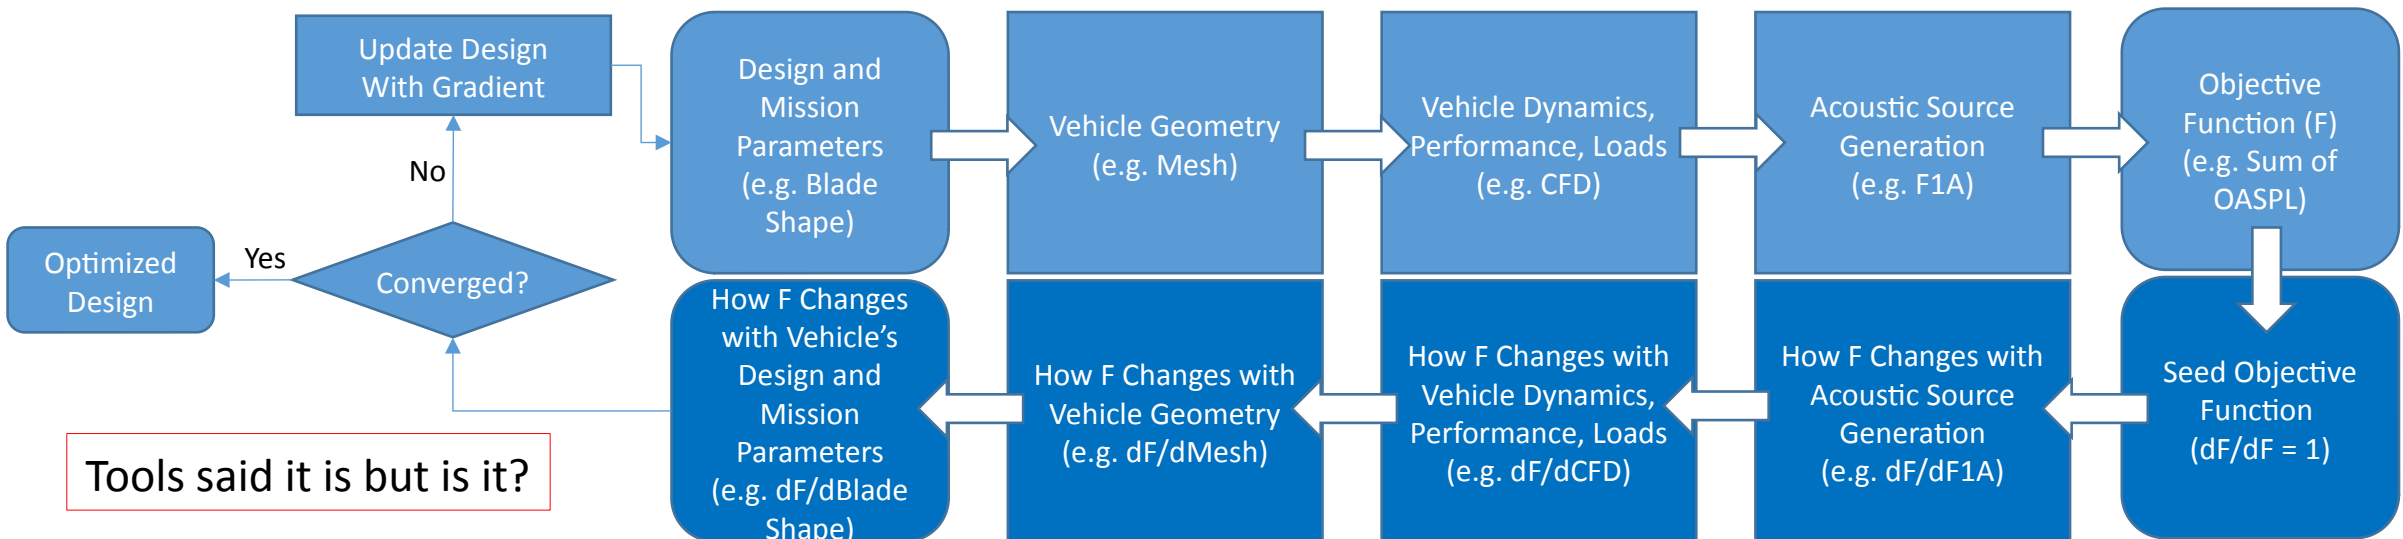 Update Design
With Gradient
Design and
Mission
Parameters
(e.g. Blade
Shape)
Vehicle Geometry
(e.g. Mesh)
Vehicle Dynamics,
Performance, Loads
(e.g. CFD)
Acoustic Source
Generation
(e.g. F1A)
Objective
Function (F)
(e.g. Sum of
OASPL)
No
Yes
Optimized
Design
Converged?
How F Changes
with Vehicle’s
Design and
Mission
Parameters
(e.g. dF/dBlade
Shape)
How F Changes with
Vehicle Geometry
(e.g. dF/dMesh)
How F Changes with
Vehicle Dynamics,
Performance, Loads
(e.g. dF/dCFD)
How F Changes with
Acoustic Source
Generation
(e.g. dF/dF1A)
Seed Objective
Function
(dF/dF = 1)
Tools said it is but is it?